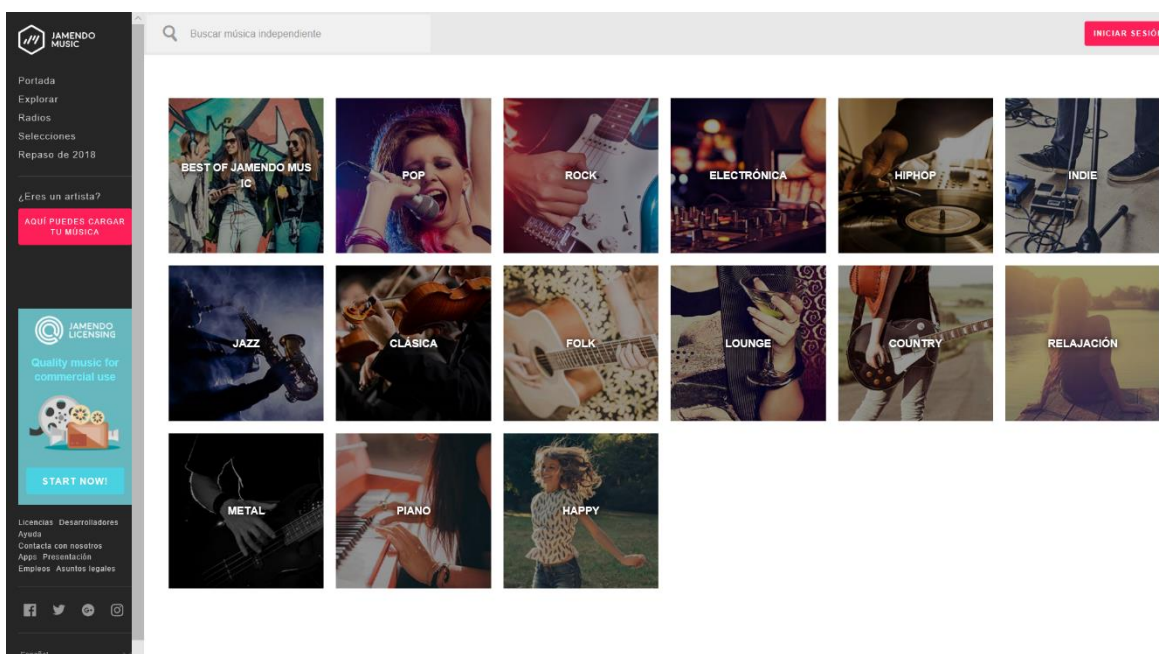 JAMENDO
MUSIC
Portada
Explorar
Radios
Selecciones
Repaso de 2018
¿Eres un artista?
AQUÍ PUEDES CARGAR
TU MÚSICA
JAMENDO
LICENSING
Quality music for
commercial use
START NOW!
Licencias Desarrolladores
Ayuda
Contacta con nosotros
Apps Presentación
Empleos Asuntos legales
Español
Buscar música independiente
INICIAR SESIÓN
BEST OF JAMENDO MUS
IC
POP
ROCK
ELECTRÓNICA
HIPHOP
INDIE
JAZZ
CLÁSICA
FOLK
LOUNGE
COUNTRY
RELAJACIÓN
METAL
PIANO
HAPPY